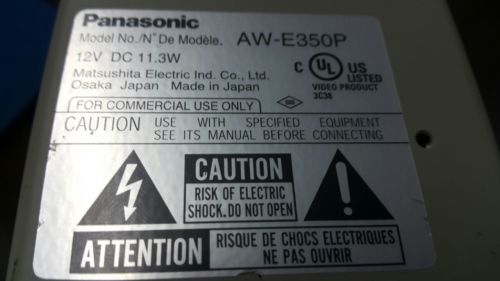 Panasonic
Model No./N° De Modèle. AW-E350P
12V DC 11.3W
Matsushita Electric Ind. Co., Ltd.
Osaka Japan Made in Japan
C UL US
LISTED
VIDEO PRODUCT
3C38
FOR COMMERCIAL USE ONLY
CAUTION USE WITH SPECIFIED EQUIPMENT
SEE ITS MANUAL BEFORE CONNECTING
CAUTION
RISK OF ELECTRIC
SHOCK.DO NOT OPEN
ATTENTION
RISQUE DE CHOCS ELECTRIQUES
NE PAS OUVRIR